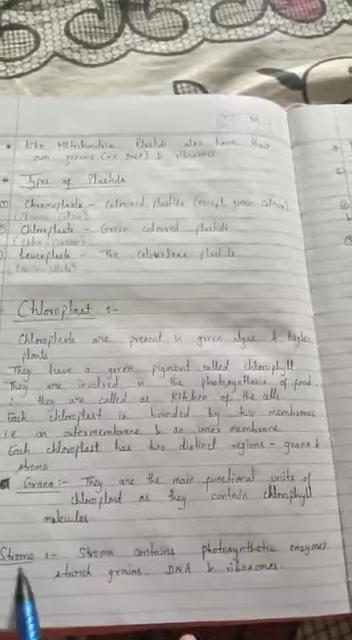 * Like Mitochondria Plastids also have their
own genome (i.e DNA) & ribosomes
* Types of Plastids
① Chromoplasts - Coloured plastids (except green colour)
② Chloroplasts - Green coloured plastids
Leucoplasts - The colourless plastids
Chloroplast :-
Chloroplasts are present in green algae & higher
plants
They have a green pigment called chlorophyll
They are involved in the photosynthesis of food.
∴ they are called as kitchen of the cells
Each chloroplast is bounded by two membranes
i.e an outermembrane & an inner membrane
Each chloroplast has two distinct regions - grana &
stroma
Grana :- They are the main functional units of
chloroplast as they contain chlorophyll
molecules
Stroma :- Stroma contains photosynthetic enzymes
starch grains DNA & ribosomes